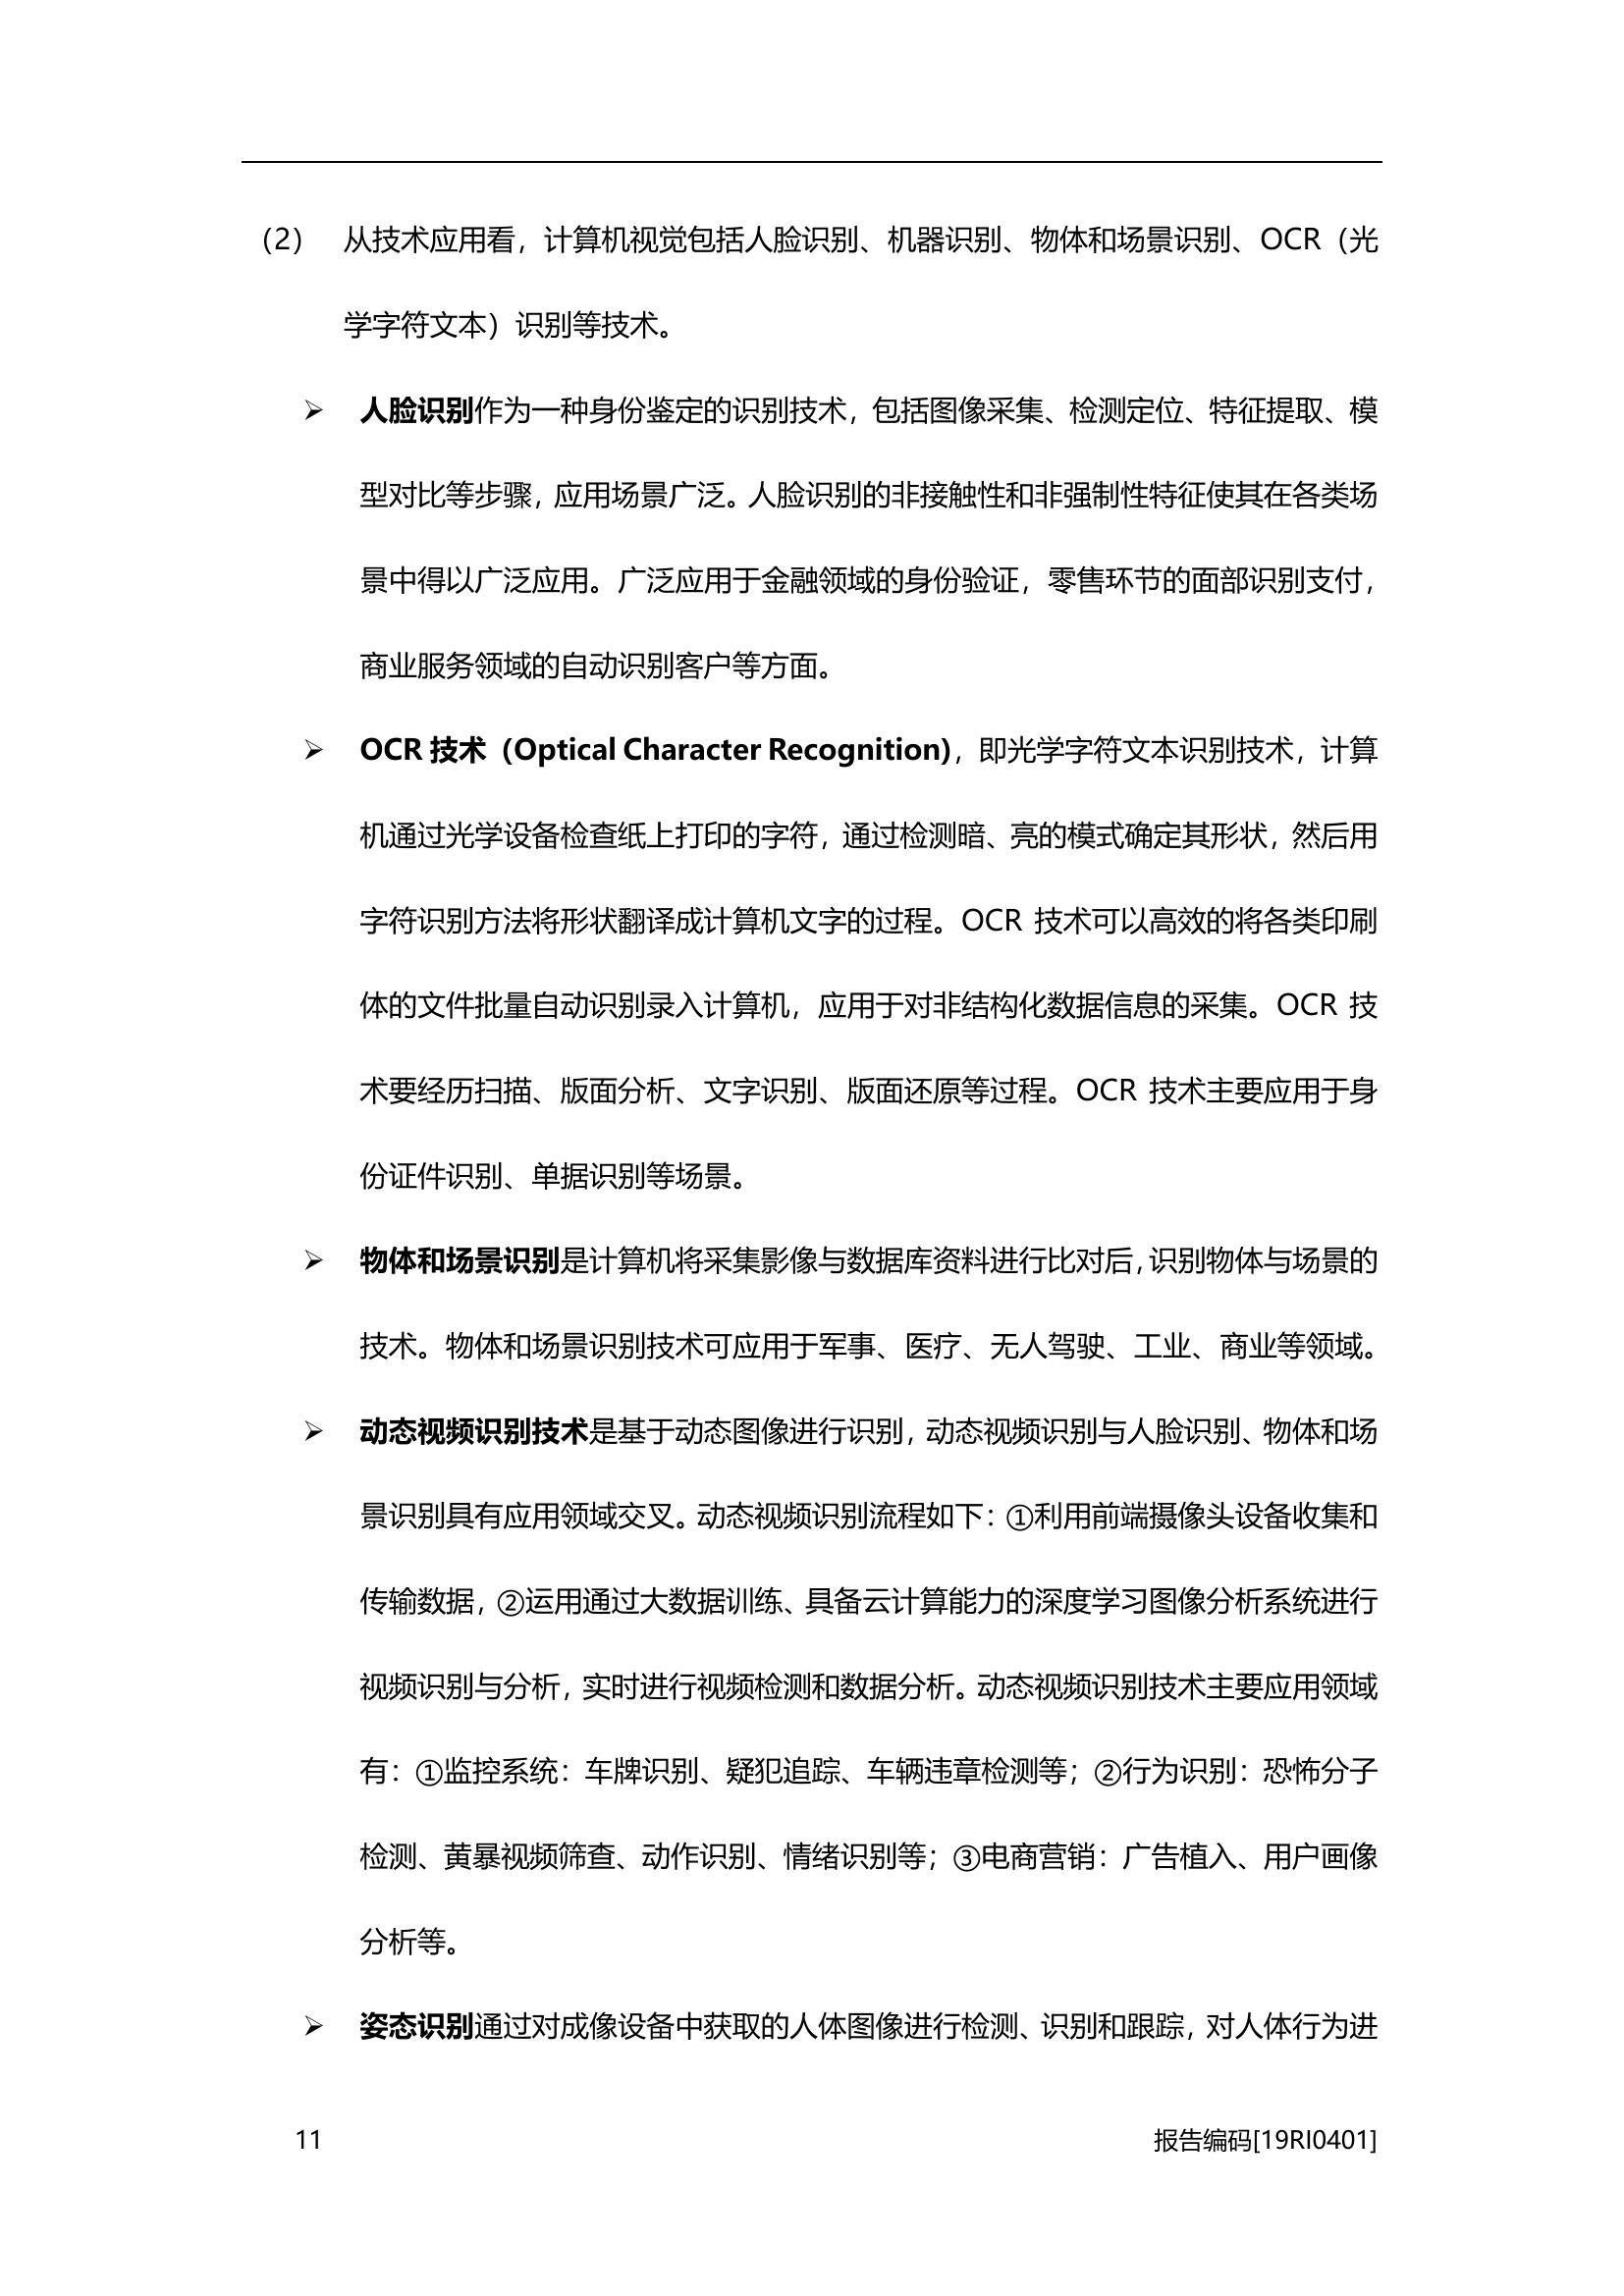 （2） 从技术应用看，计算机视觉包括人脸识别、机器识别、物体和场景识别、OCR（光
学字符文本）识别等技术。
➢ 人脸识别作为一种身份鉴定的识别技术，包括图像采集、检测定位、特征提取、模
型对比等步骤，应用场景广泛。人脸识别的非接触性和非强制性特征使其在各类场
景中得以广泛应用。广泛应用于金融领域的身份验证，零售环节的面部识别支付，
商业服务领域的自动识别客户等方面。
➢ OCR 技术（Optical Character Recognition)，即光学字符文本识别技术，计算
机通过光学设备检查纸上打印的字符，通过检测暗、亮的模式确定其形状，然后用
字符识别方法将形状翻译成计算机文字的过程。OCR 技术可以高效的将各类印刷
体的文件批量自动识别录入计算机，应用于对非结构化数据信息的采集。OCR 技
术要经历扫描、版面分析、文字识别、版面还原等过程。OCR 技术主要应用于身
份证件识别、单据识别等场景。
➢ 物体和场景识别是计算机将采集影像与数据库资料进行比对后，识别物体与场景的
技术。物体和场景识别技术可应用于军事、医疗、无人驾驶、工业、商业等领域。
➢ 动态视频识别技术是基于动态图像进行识别，动态视频识别与人脸识别、物体和场
景识别具有应用领域交叉。动态视频识别流程如下：①利用前端摄像头设备收集和
传输数据，②运用通过大数据训练、具备云计算能力的深度学习图像分析系统进行
视频识别与分析，实时进行视频检测和数据分析。动态视频识别技术主要应用领域
有：①监控系统：车牌识别、疑犯追踪、车辆违章检测等；②行为识别：恐怖分子
检测、黄暴视频筛查、动作识别、情绪识别等；③电商营销：广告植入、用户画像
分析等。
➢ 姿态识别通过对成像设备中获取的人体图像进行检测、识别和跟踪，对人体行为进
11 报告编码[19RI0401]